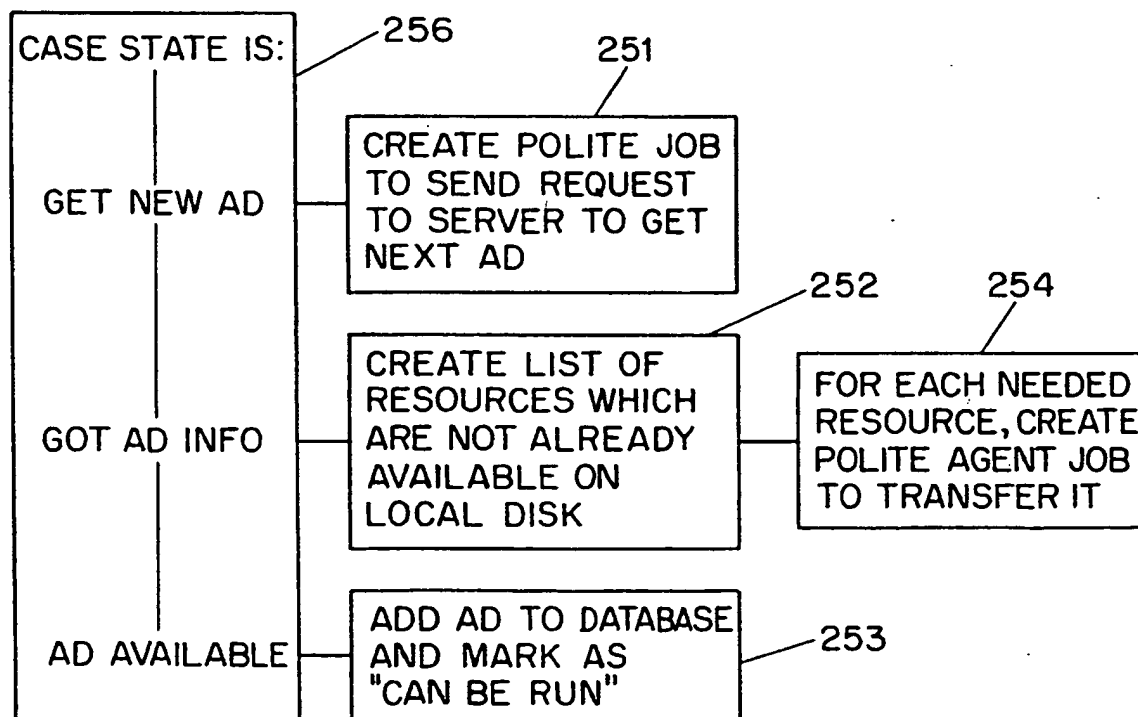 CASE STATE IS:
256
251
CREATE POLITE JOB
TO SEND REQUEST
TO SERVER TO GET
NEXT AD
GET NEW AD
252
254
CREATE LIST OF
RESOURCES WHICH
ARE NOT ALREADY
AVAILABLE ON
LOCAL DISK
FOR EACH NEEDED
RESOURCE, CREATE
POLITE AGENT JOB
TO TRANSFER IT
GOT AD INFO
ADD AD TO DATABASE
AND MARK AS
"CAN BE RUN"
253
AD AVAILABLE